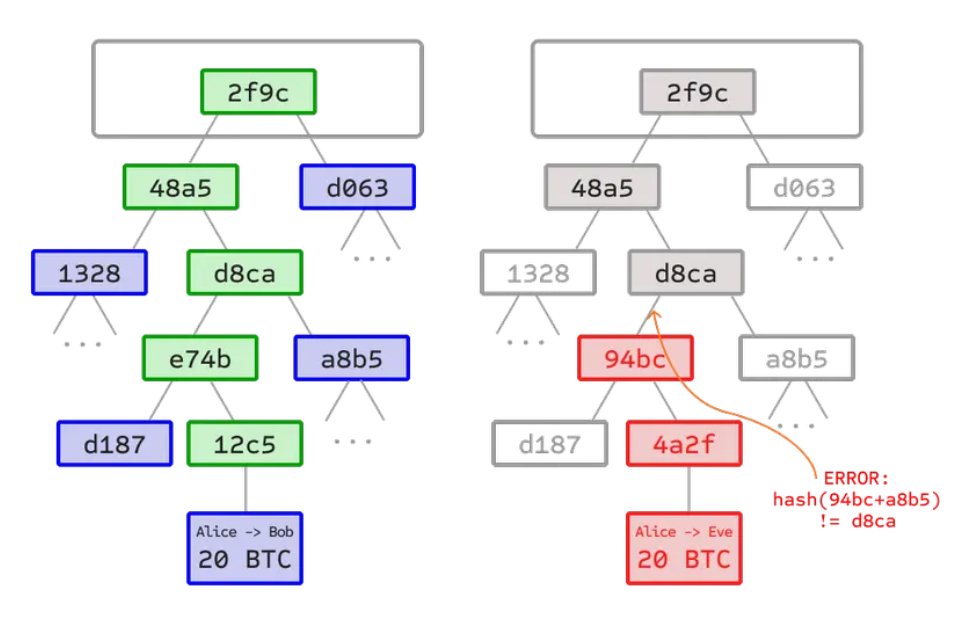 2f9c
48a5
d063
1328
d8ca
...
...
e74b
a8b5
d187
12c5
...
Alice -> Bob
20 BTC
2f9c
48a5
d063
1328
d8ca
...
...
94bc
a8b5
d187
4a2f
...
ERROR:
hash(94bc+a8b5)
!= d8ca
Alice -> Eve
20 BTC